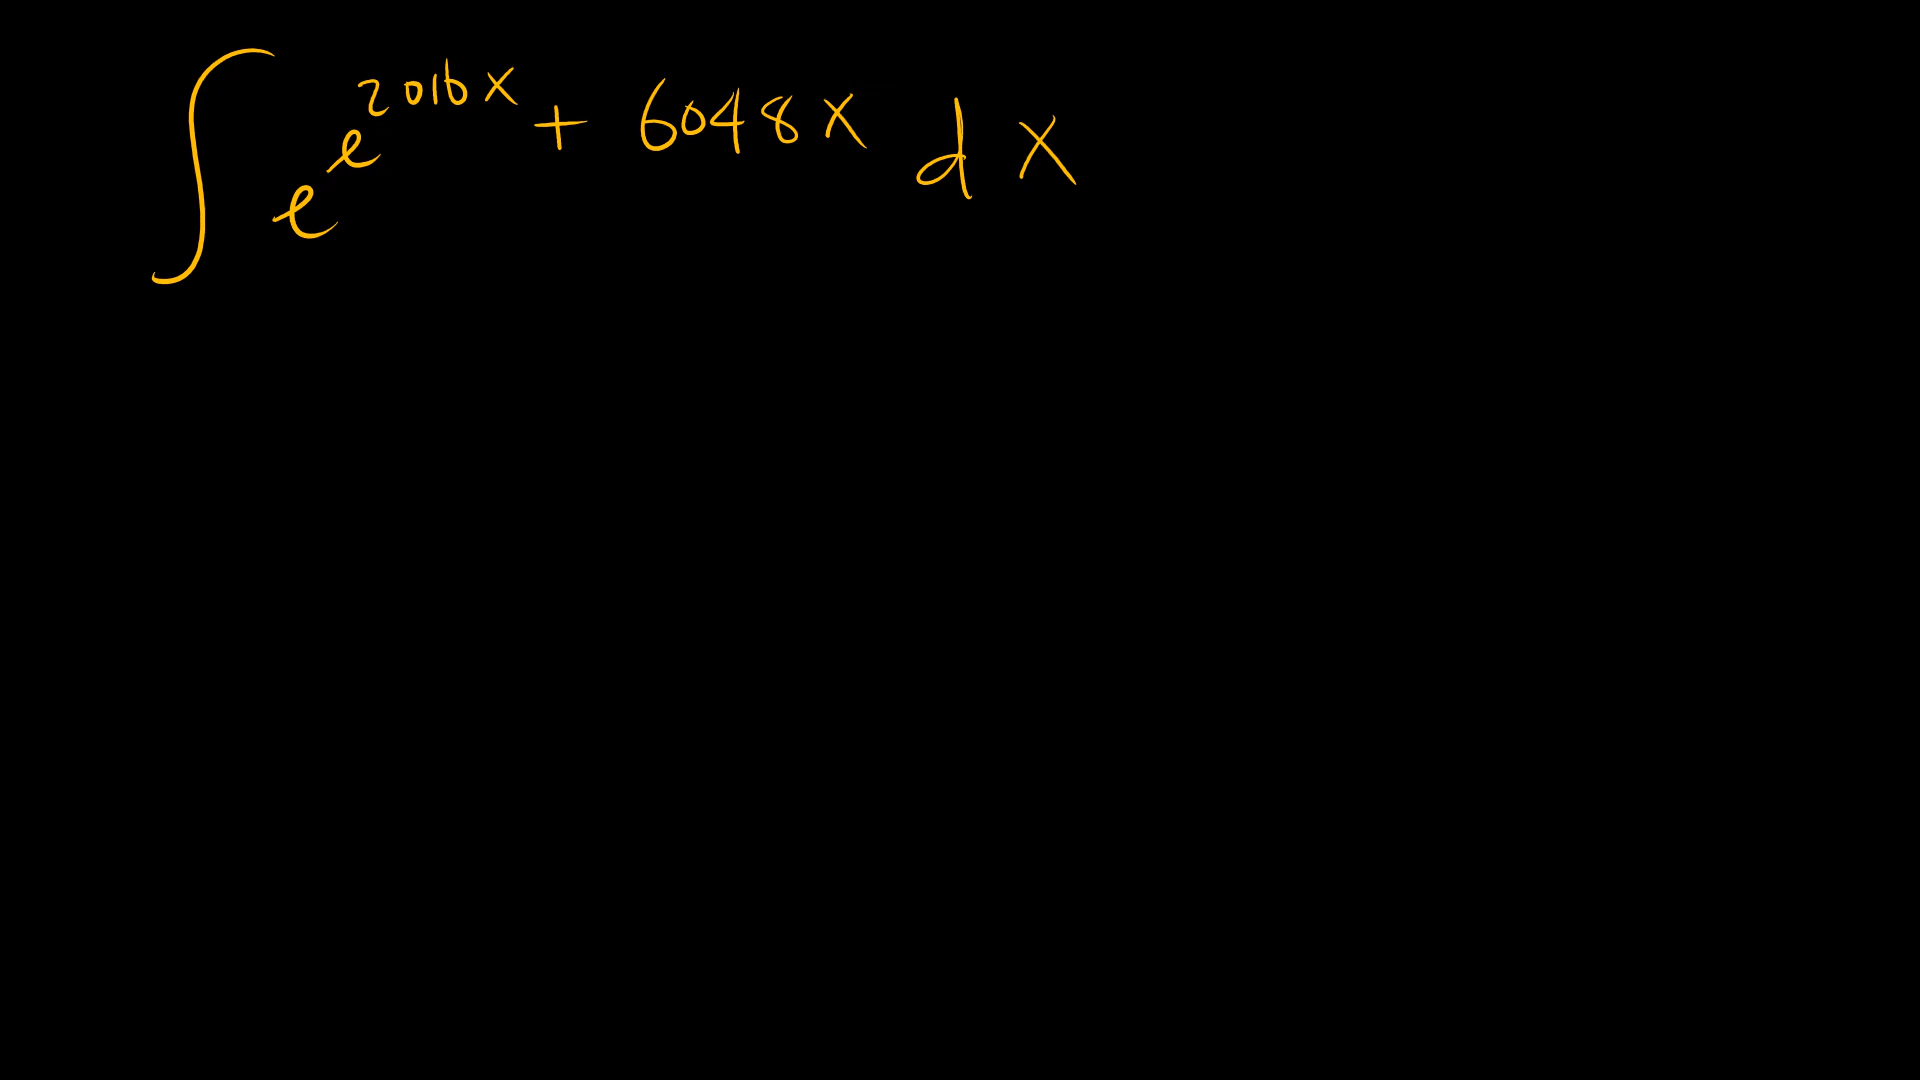 ∫ e^{e^{2016x} + 6048x} dx